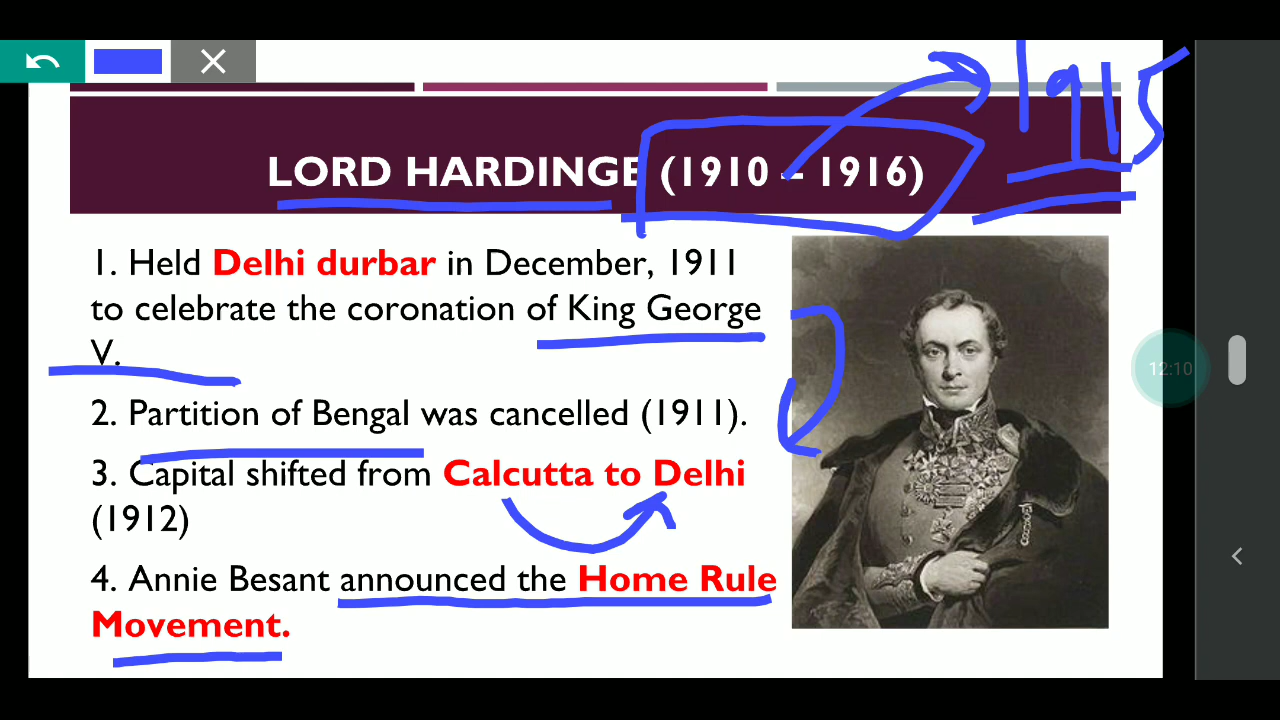 1915
LORD HARDINGE (1910 – 1916)
1. Held Delhi durbar in December, 1911
to celebrate the coronation of King George
V.
2. Partition of Bengal was cancelled (1911).
3. Capital shifted from Calcutta to Delhi
(1912)
4. Annie Besant announced the Home Rule
Movement.
12:10